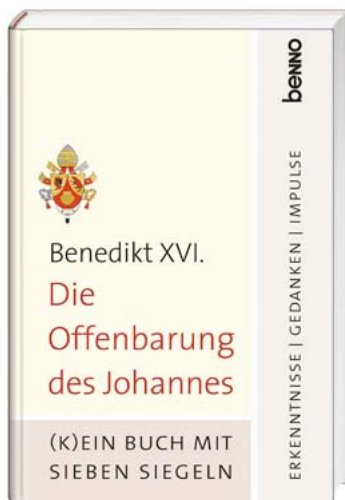 benno
Benedikt XVI.
Die
Offenbarung
des Johannes
(K)EIN BUCH MIT
SIEBEN SIEGELN
ERKENNTNISSE | GEDANKEN | IMPULSE